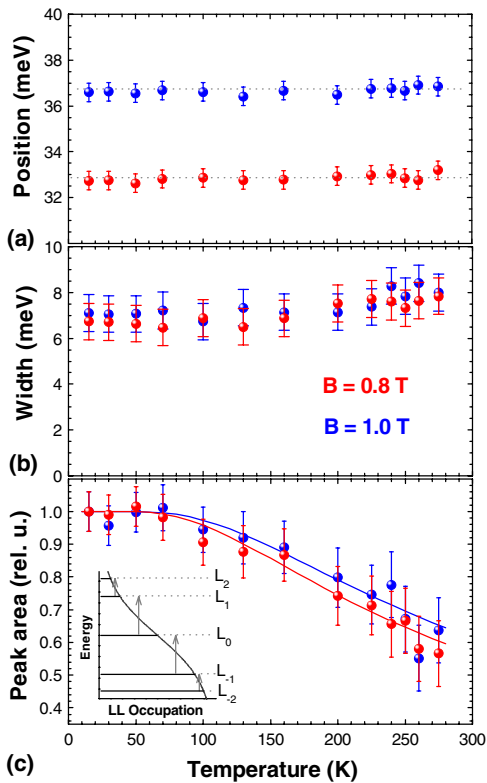 40
38
36
34
32
30
Position (meV)
(a)
10
8
6
4
2
0
Width (meV)
B = 0.8 T
B = 1.0 T
(b)
1.0
0.9
0.8
0.7
0.6
0.5
0.4
Peak area (rel. u.)
L2
L1
L0
L-1
L-2
Energy
LL Occupation
0 50 100 150 200 250 300
(c)
Temperature (K)